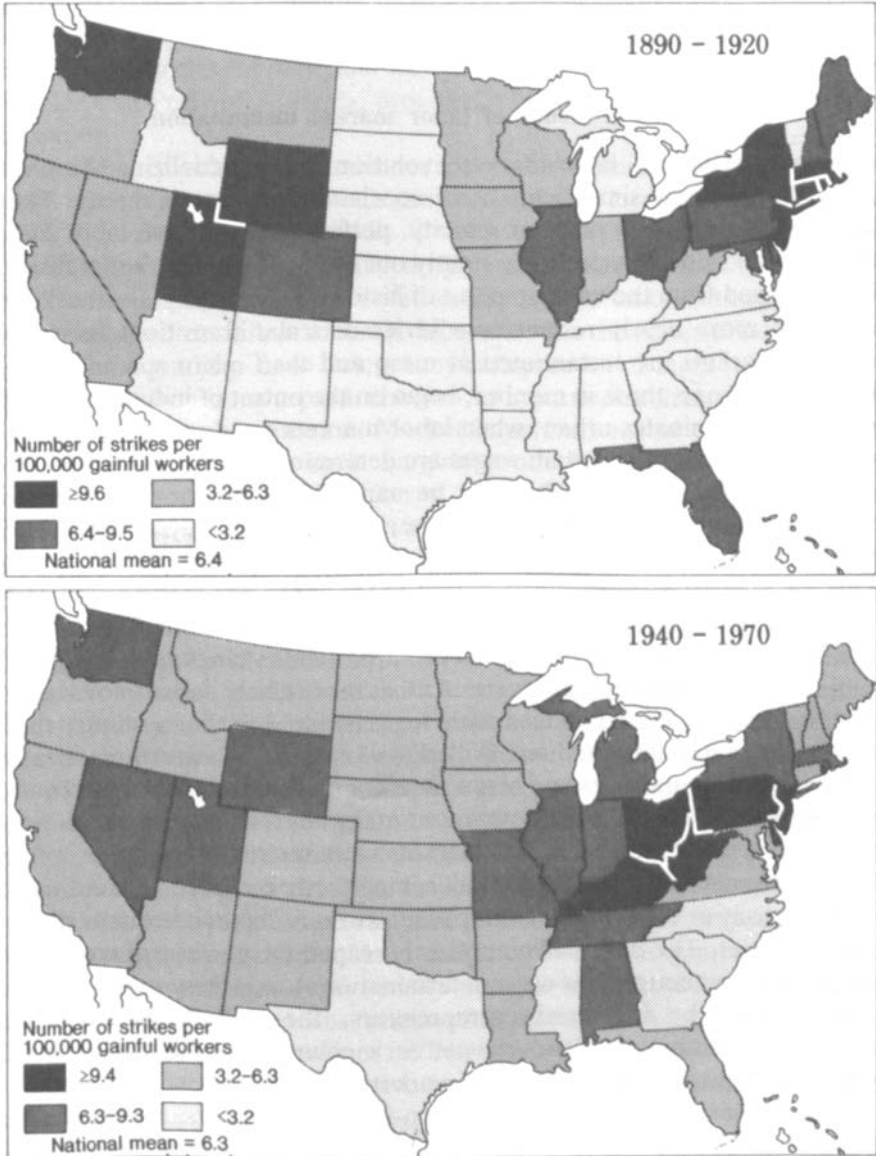 1890 – 1920
Number of strikes per
100,000 gainful workers
≥9.6
3.2–6.3
6.4–9.5
<3.2
National mean = 6.4
1940 – 1970
Number of strikes per
100,000 gainful workers
≥9.4
3.2–6.3
6.3–9.3
<3.2
National mean = 6.3